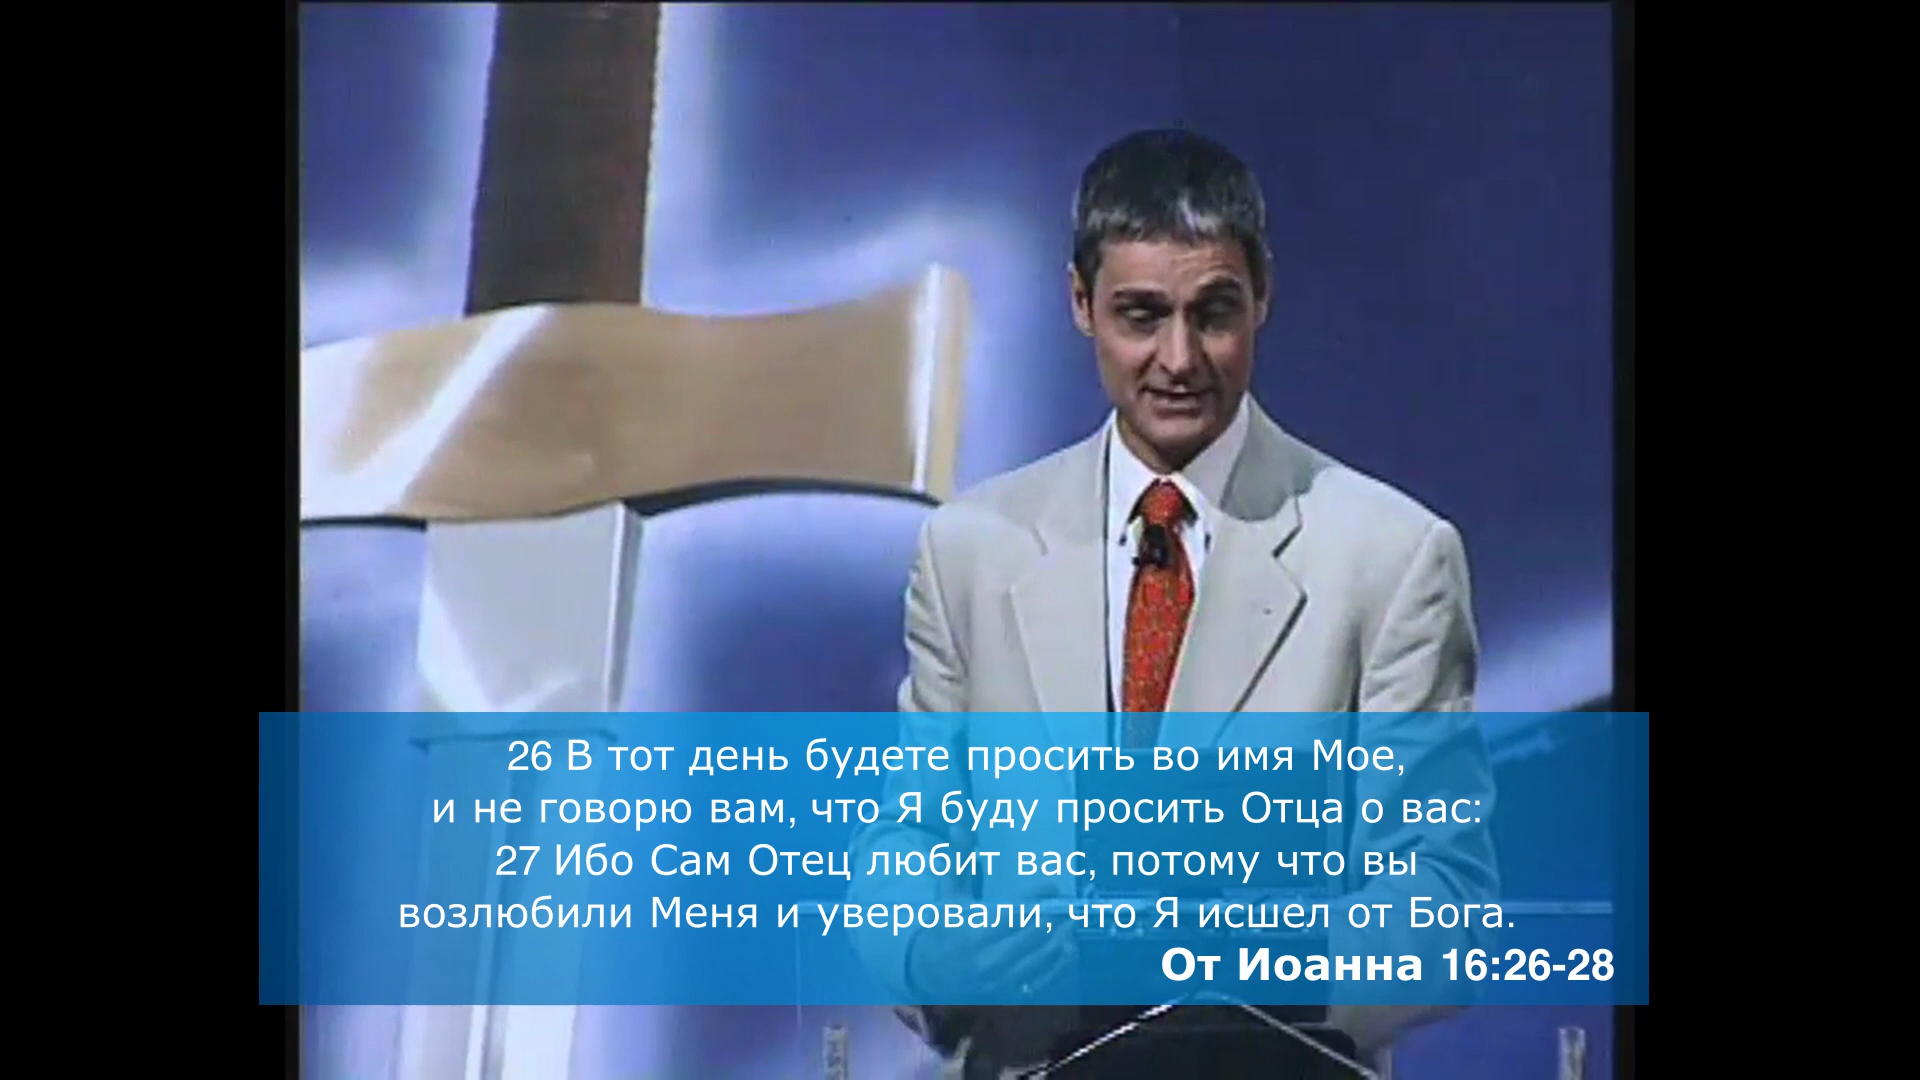 26 В тот день будете просить во имя Мое,
и не говорю вам, что Я буду просить Отца о вас:
27 Ибо Сам Отец любит вас, потому что вы
возлюбили Меня и уверовали, что Я исшел от Бога.
От Иоанна 16:26-28